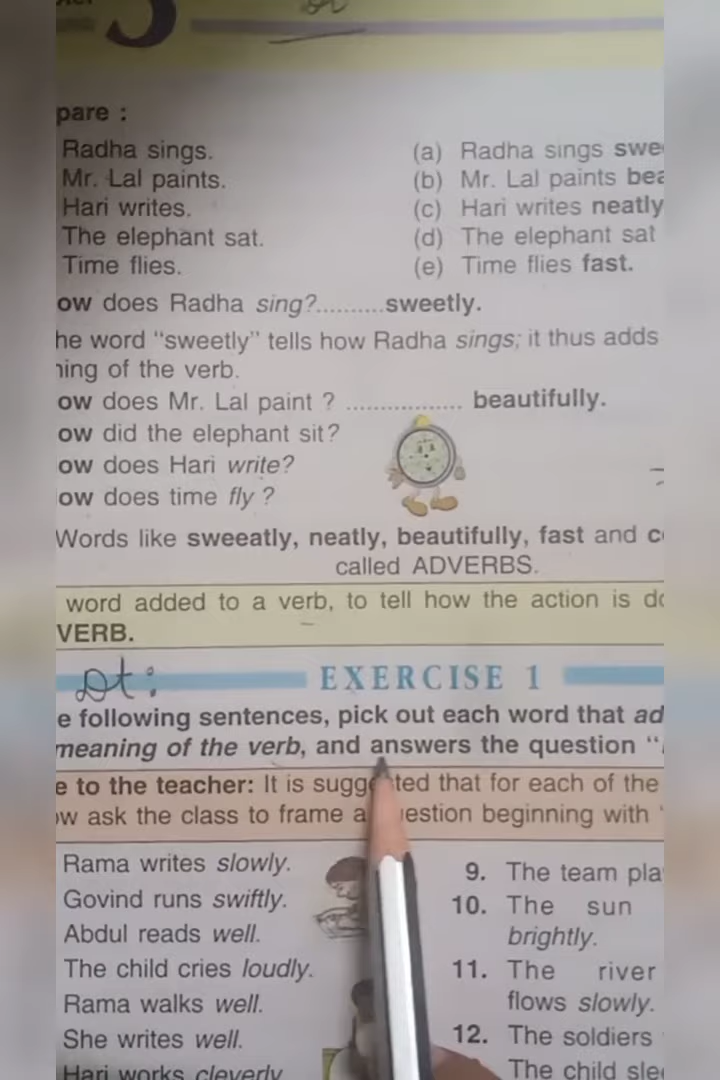 pare :
Radha sings.
Mr. Lal paints.
Hari writes.
The elephant sat.
Time flies.
(a) Radha sings swe
(b) Mr. Lal paints bea
(c) Hari writes neatly
(d) The elephant sat
(e) Time flies fast.
ow does Radha sing?..........sweetly.
he word “sweetly” tells how Radha sings; it thus adds
ning of the verb.
ow does Mr. Lal paint ? ................. beautifully.
ow did the elephant sit?
ow does Hari write?
ow does time fly ?
Words like sweeatly, neatly, beautifully, fast and c
called ADVERBS.
word added to a verb, to tell how the action is do
VERB.
Dt:
EXERCISE 1
e following sentences, pick out each word that ad
meaning of the verb, and answers the question “
e to the teacher: It is suggested that for each of the
ow ask the class to frame a question beginning with ‘
Rama writes slowly.
Govind runs swiftly.
Abdul reads well.
The child cries loudly.
Rama walks well.
She writes well.
Hari works cleverly
9. The team pla
10. The sun
brightly.
11. The river
flows slowly.
12. The soldiers
The child slee